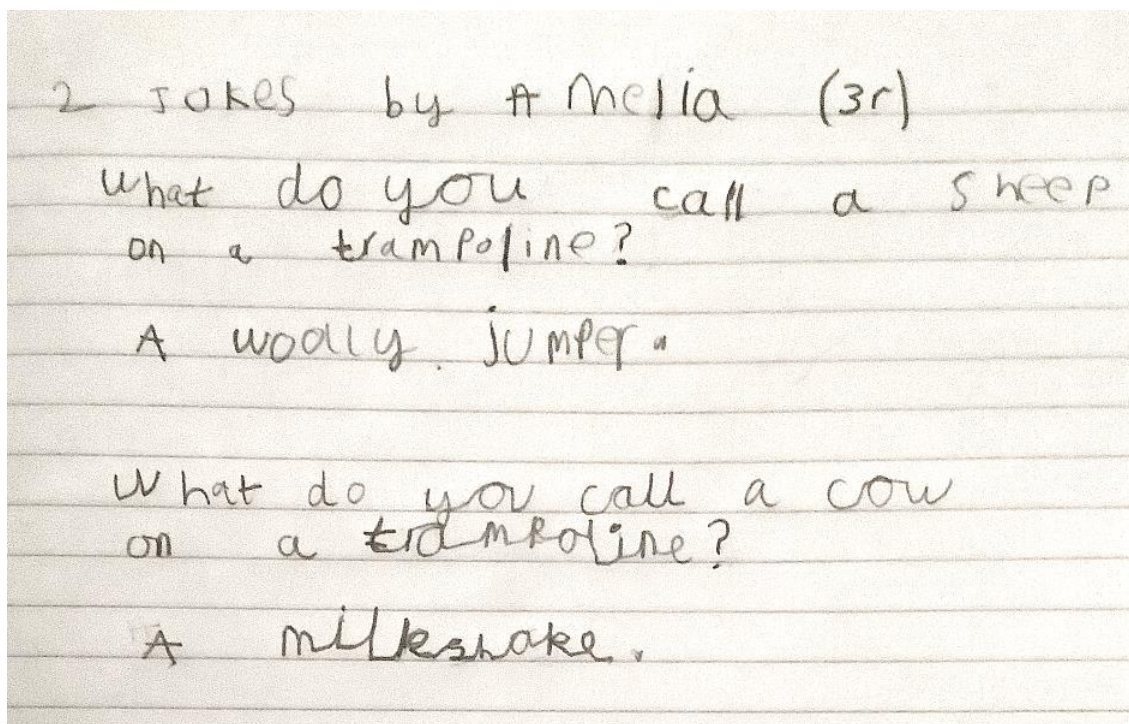 2 Jokes by Amelia (3r)
What do you call a sheep
on a trampoline?
A woolly jumper.
What do you call a cow
on a trampoline?
A milkshake.